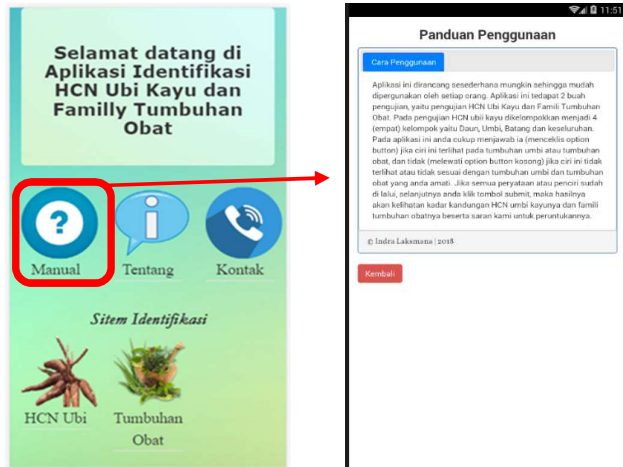 Selamat datang di
Aplikasi Identifikasi
HCN Ubi Kayu dan
Familly Tumbuhan
Obat
Manual
Tentang
Kontak
Sitem Identifikasi
HCN Ubi
Tumbuhan
Obat
11:51
Panduan Penggunaan
Cara Penggunaan
Aplikasi ini dirancang sesederhana mungkin sehingga mudah
dipergunakan oleh setiap orang. Aplikasi ini tedapat 2 buah
pengujian, yaitu pengujian HCN Ubi Kayu dan Famili Tumbuhan
Obat. Pada pengujian HCN ubii kayu dikelompokkan menjadi 4
(empat) kelompok yaitu Daun, Umbi, Batang dan keseluruhan.
Pada aplikasi ini anda cukup menjawab ia (menceklis option
button) jika ciri ini terlihat pada tumbuhan umbi atau tumbuhan
obat, dan tidak (melewati option button kosong) jika ciri ini tidak
terlihat atau tidak sesuai dengan tumbuhan umbi dan tumbuhan
obat yang anda amati. Jika semua peryataan atau penciri sudah
di lalui, selanjutnya anda klik tombol submit, maka hasilnya
akan kelihatan kadar kandungan HCN umbi kayunya dan famili
tumbuhan obatnya beserta saran kami untuk peruntukannya.
© Indra Laksmana | 2018
Kembali